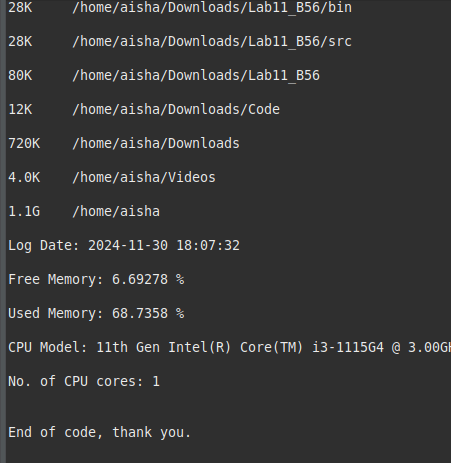 28K /home/aisha/Downloads/Lab11_B56/bin
28K /home/aisha/Downloads/Lab11_B56/src
80K /home/aisha/Downloads/Lab11_B56
12K /home/aisha/Downloads/Code
720K /home/aisha/Downloads
4.0K /home/aisha/Videos
1.1G /home/aisha
Log Date: 2024-11-30 18:07:32
Free Memory: 6.69278 %
Used Memory: 68.7358 %
CPU Model: 11th Gen Intel(R) Core(TM) i3-1115G4 @ 3.00G
No. of CPU cores: 1
End of code, thank you.